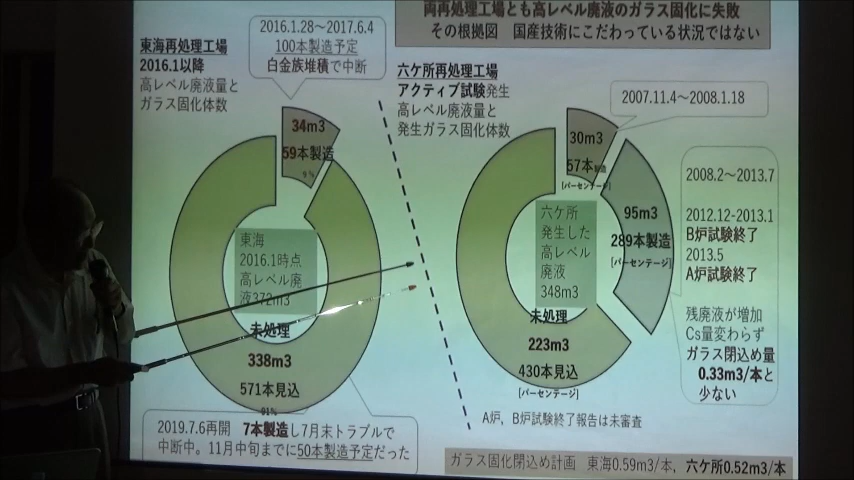 両再処理工場とも高レベル廃液のガラス固化に失敗
その根拠図　国産技術にこだわっている状況ではない
東海再処理工場
2016.1以降
高レベル廃液量と
ガラス固化体数
2016.1.28～2017.6.4
100本製造予定
白金族堆積で中断
34m3
59本製造
9%
東海
2016.1時点
高レベル廃
液372m3
未処理
338m3
571本見込
91%
2019.7.6再開　7本製造し7月末トラブルで
中断中。11月中旬までに50本製造予定だった
六ケ所再処理工場
アクティブ試験発生
高レベル廃液量と
発生ガラス固化体数
2007.11.4～2008.1.18
30m3
57本製造
[パーセンテージ]
95m3
289本製造
[パーセンテージ]
六ケ所
発生した
高レベル
廃液
348m3
未処理
223m3
430本見込
[パーセンテージ]
2008.2～2013.7
2012.12-2013.1
B炉試験終了
2013.5
A炉試験終了
残廃液が増加
Cs量変わらず
ガラス閉込め量
0.33m3/本と
少ない
A炉，B炉試験終了報告は未審査
ガラス固化閉込め計画　東海0.59m3/本，六ケ所0.52m3/本